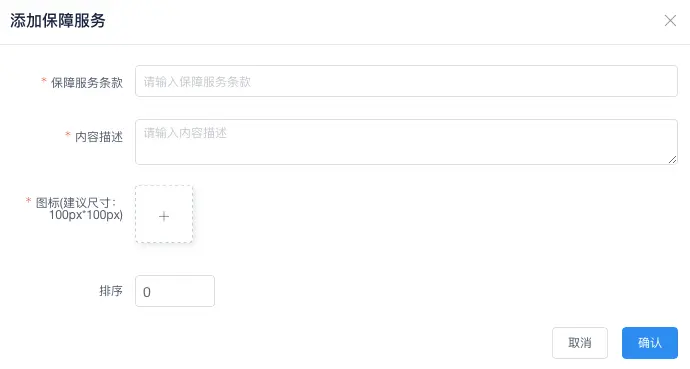 添加保障服务
* 保障服务条款
请输入保障服务条款
* 内容描述
请输入内容描述
* 图标(建议尺寸：
100px*100px)
排序
0
取消
确认